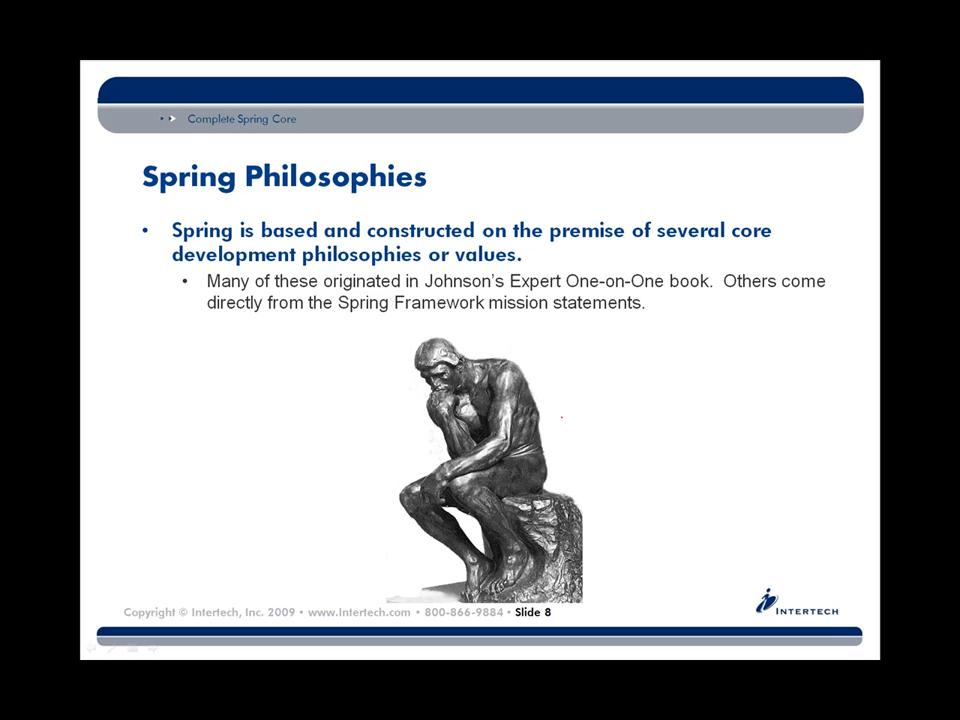 Complete Spring Core
Spring Philosophies
• Spring is based and constructed on the premise of several core
development philosophies or values.
• Many of these originated in Johnson's Expert One-on-One book.  Others come
directly from the Spring Framework mission statements.
Copyright © Intertech, Inc. 2009 • www.Intertech.com • 800-866-9884 • Slide 8
INTERTECH